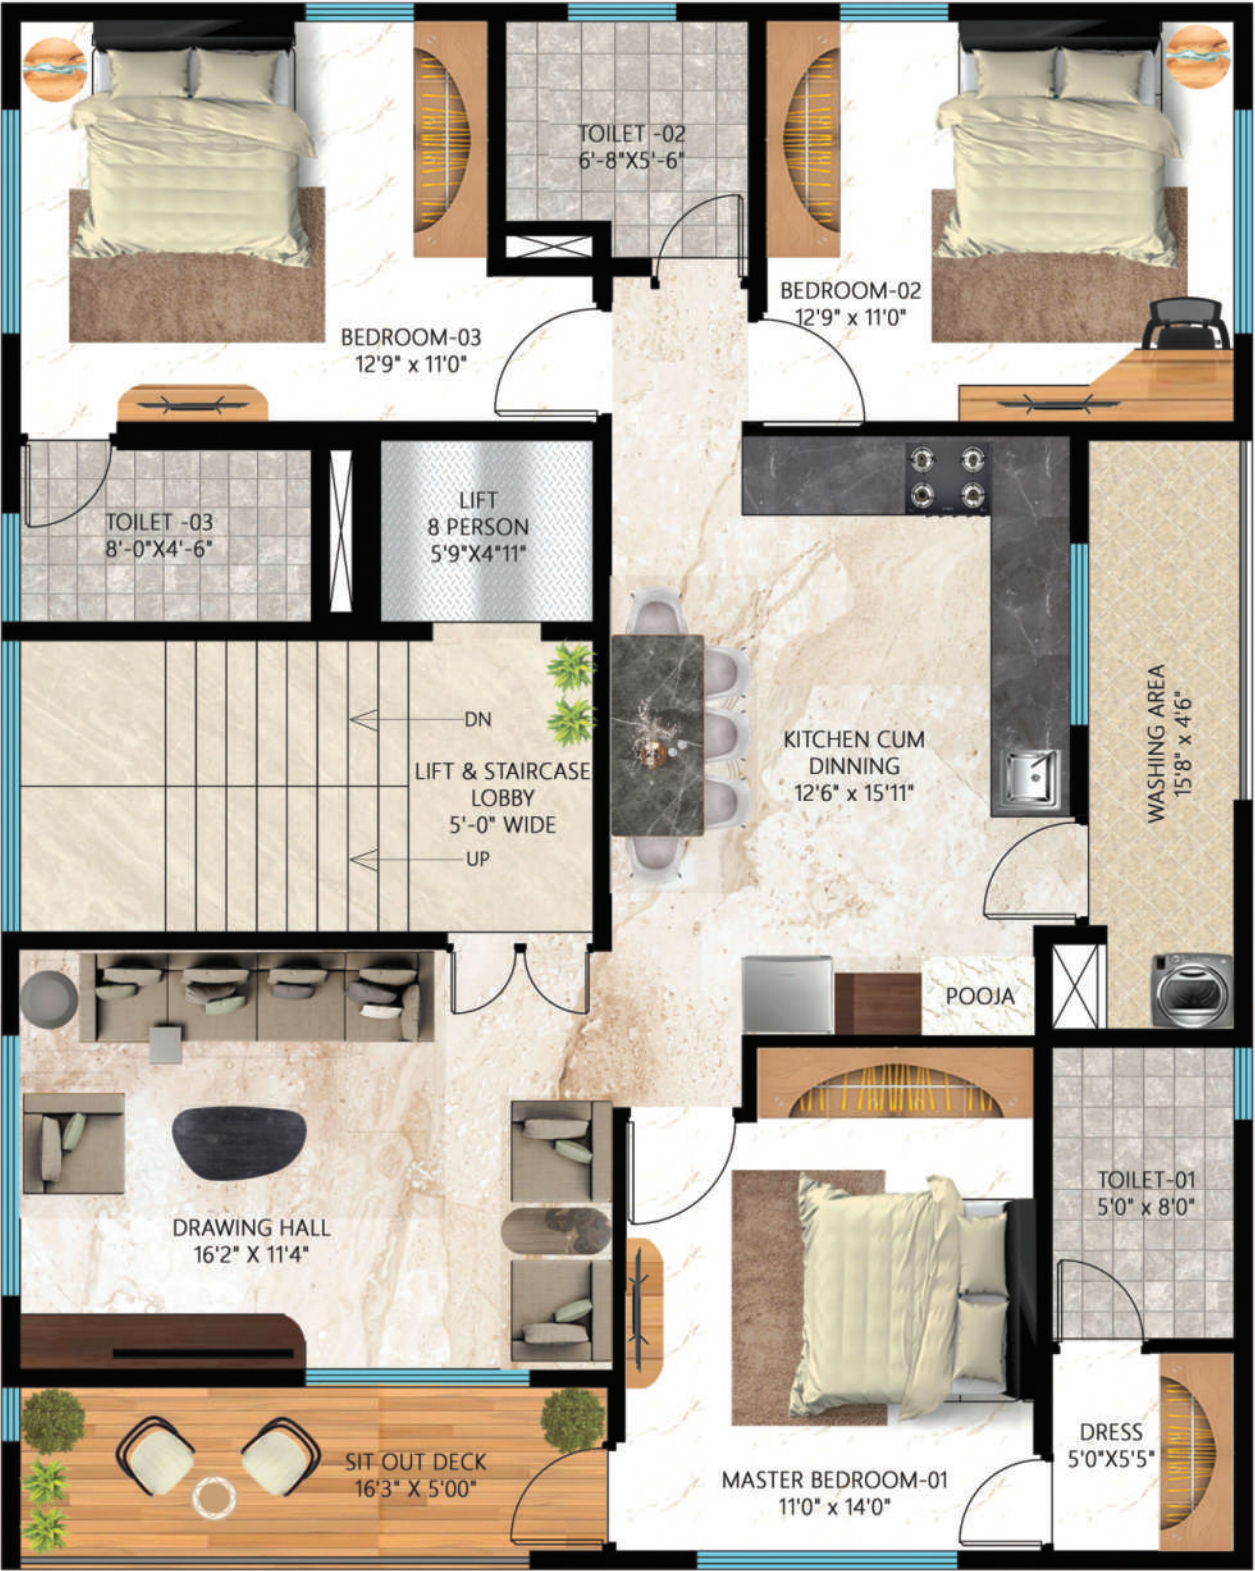 TOILET -02
6'-8"X5'-6"
BEDROOM-02
12'9" x 11'0"
BEDROOM-03
12'9" x 11'0"
TOILET -03
8'-0"X4'-6"
LIFT
8 PERSON
5'9"X4"11"
DN
LIFT & STAIRCASE
LOBBY
5'-0" WIDE
UP
KITCHEN CUM
DINNING
12'6" x 15'11"
WASHING AREA
15'8" x 4'6"
POOJA
DRAWING HALL
16'2" X 11'4"
TOILET-01
5'0" x 8'0"
SIT OUT DECK
16'3" X 5'00"
MASTER BEDROOM-01
11'0" x 14'0"
DRESS
5'0"X5'5"